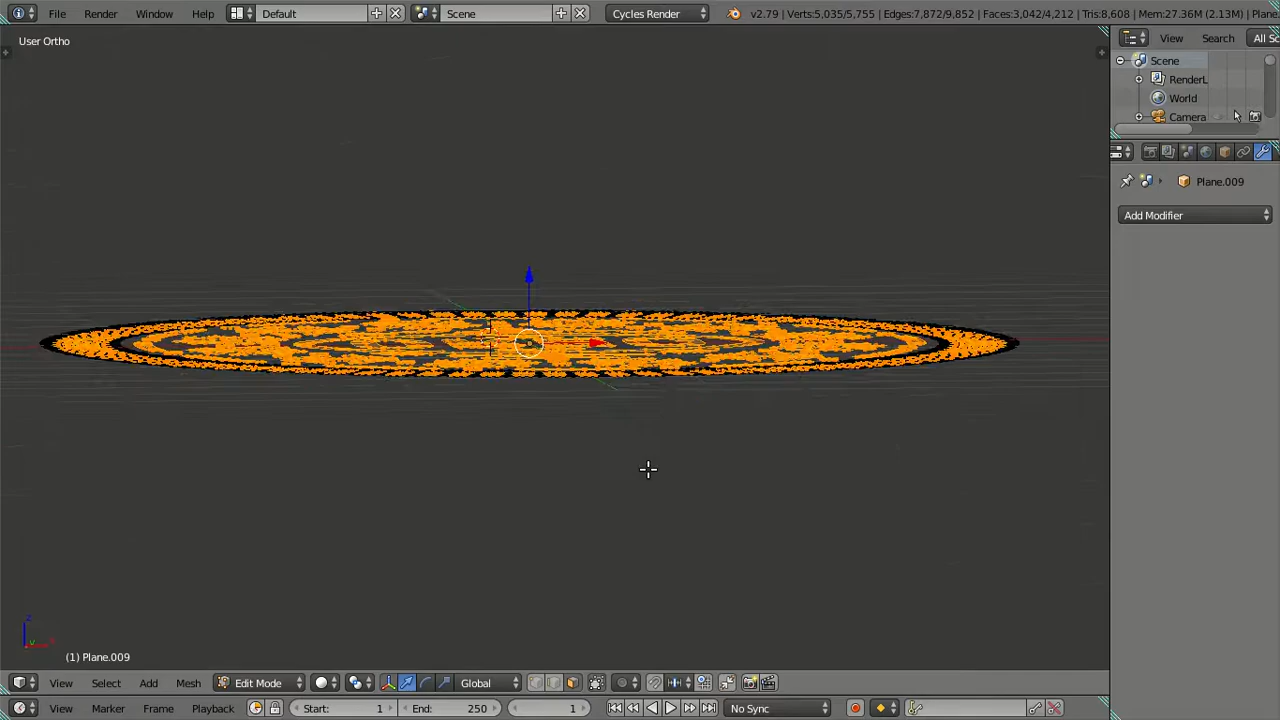 File Render Window Help Default Scene Cycles Render v2.79 | Verts:5,035/5,755 | Edges:7,872/9,852 | Faces:3,042/4,212 | Tris:8,608 | Mem:27.36M (2.13M) | Plane.
User Ortho
View Search All Sc
Scene
RenderL
World
Camera
Plane.009
Add Modifier
z
y x
(1) Plane.009
View Select Add Mesh Edit Mode Global
View Marker Frame Playback Start: 1 End: 250 1 No Sync